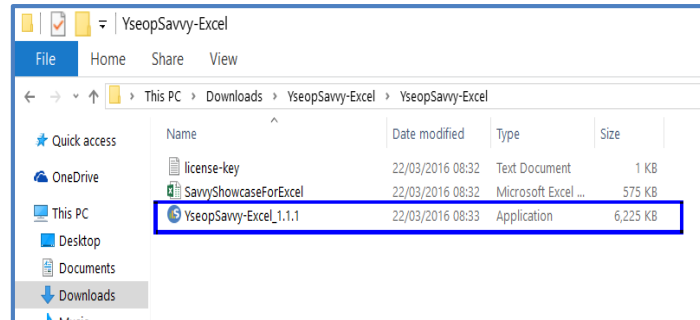 YseopSavvy-Excel
File Home Share View
This PC > Downloads > YseopSavvy-Excel > YseopSavvy-Excel
Name Date modified Type Size
Quick access
license-key 22/03/2016 08:32 Text Document 1 KB
OneDrive
SavvyShowcaseForExcel 22/03/2016 08:32 Microsoft Excel ... 575 KB
This PC
YseopSavvy-Excel_1.1.1 22/03/2016 08:33 Application 6,225 KB
Desktop
Documents
Downloads